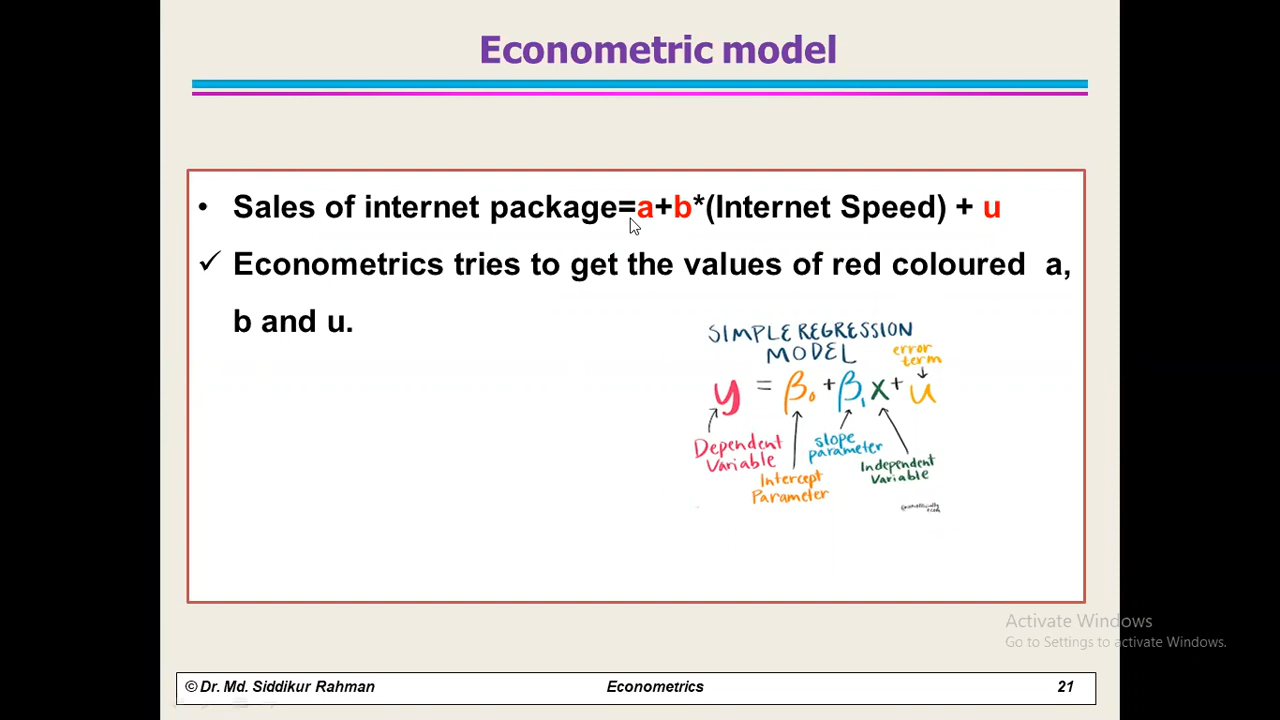 Econometric model
• Sales of internet package=a+b*(Internet Speed) + u
✓ Econometrics tries to get the values of red coloured a,
b and u.
SIMPLE REGRESSION
MODEL
error
term
y = β₀ + β₁ x + u
Dependent
Variable
Intercept
Parameter
slope
parameter
Independent
Variable
Activate Windows
Go to Settings to activate Windows.
© Dr. Md. Siddikur Rahman Econometrics 21